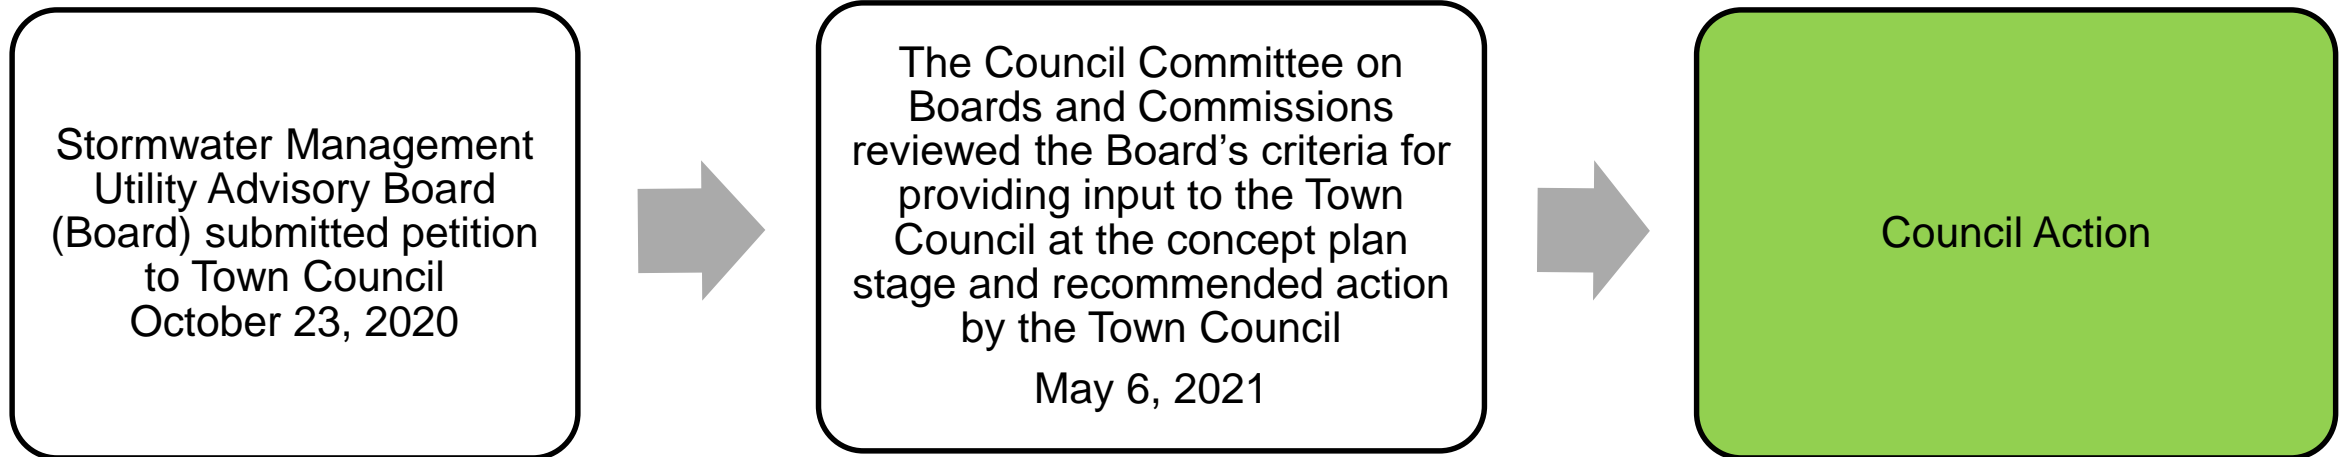 Stormwater Management
Utility Advisory Board
(Board) submitted petition
to Town Council
October 23, 2020
The Council Committee on
Boards and Commissions
reviewed the Board’s criteria for
providing input to the Town
Council at the concept plan
stage and recommended action
by the Town Council
May 6, 2021
Council Action